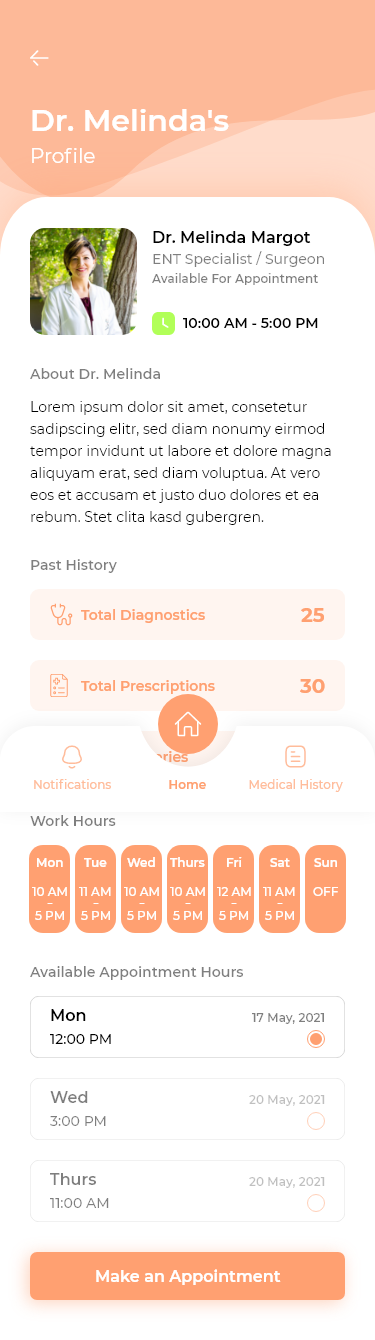 Dr. Melinda's
Profile
Dr. Melinda Margot
ENT Specialist / Surgeon
Available For Appointment
10:00 AM - 5:00 PM
About Dr. Melinda
Lorem ipsum dolor sit amet, consetetur
sadipscing elitr, sed diam nonumy eirmod
tempor invidunt ut labore et dolore magna
aliquyam erat, sed diam voluptua. At vero
eos et accusam et justo duo dolores et ea
rebum. Stet clita kasd gubergren.
Past History
Total Diagnostics 25
Total Prescriptions 30
Notifications Home Medical History
Work Hours
Mon Tue Wed Thurs Fri Sat Sun
10 AM 11 AM 10 AM 10 AM 12 AM 11 AM OFF
– – – – – –
5 PM 5 PM 5 PM 5 PM 5 PM 5 PM
Available Appointment Hours
Mon 17 May, 2021
12:00 PM
Wed 20 May, 2021
3:00 PM
Thurs 20 May, 2021
11:00 AM
Make an Appointment